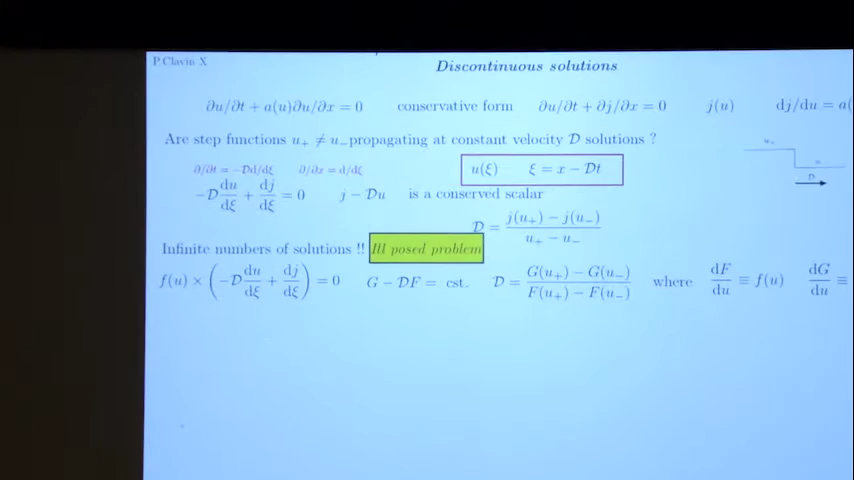 P.Clavin X
Discontinuous solutions
∂u/∂t + a(u)∂u/∂x = 0 conservative form ∂u/∂t + ∂j/∂x = 0 j(u) dj/du = a(
Are step functions u₊ ≠ u₋ propagating at constant velocity 𝒟 solutions ?
∂/∂t = −𝒟d/dξ ∂/∂x = d/dξ u(ξ) ξ = x − 𝒟t
𝒟
−𝒟 du/dξ + dj/dξ = 0 j − 𝒟u is a conserved scalar
𝒟 = (j(u₊) − j(u₋))/(u₊ − u₋)
Infinite numbers of solutions !! Ill posed problem
f(u) × (−𝒟 du/dξ + dj/dξ) = 0 G − 𝒟F = cst. 𝒟 = (G(u₊) − G(u₋))/(F(u₊) − F(u₋)) where dF/du ≡ f(u) dG/du ≡